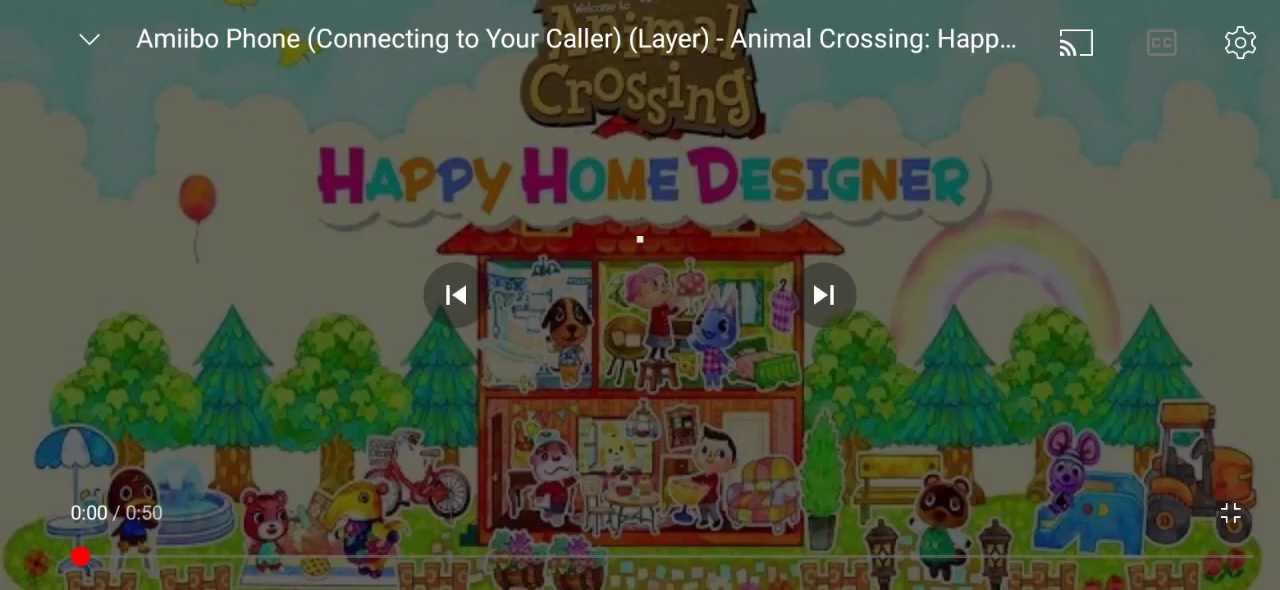 Amiibo Phone (Connecting to Your Caller) (Layer) - Animal Crossing: Happ...
CC
Welcome to
Animal
Crossing
HAPPY HOME DESIGNER
0:00 / 0:50